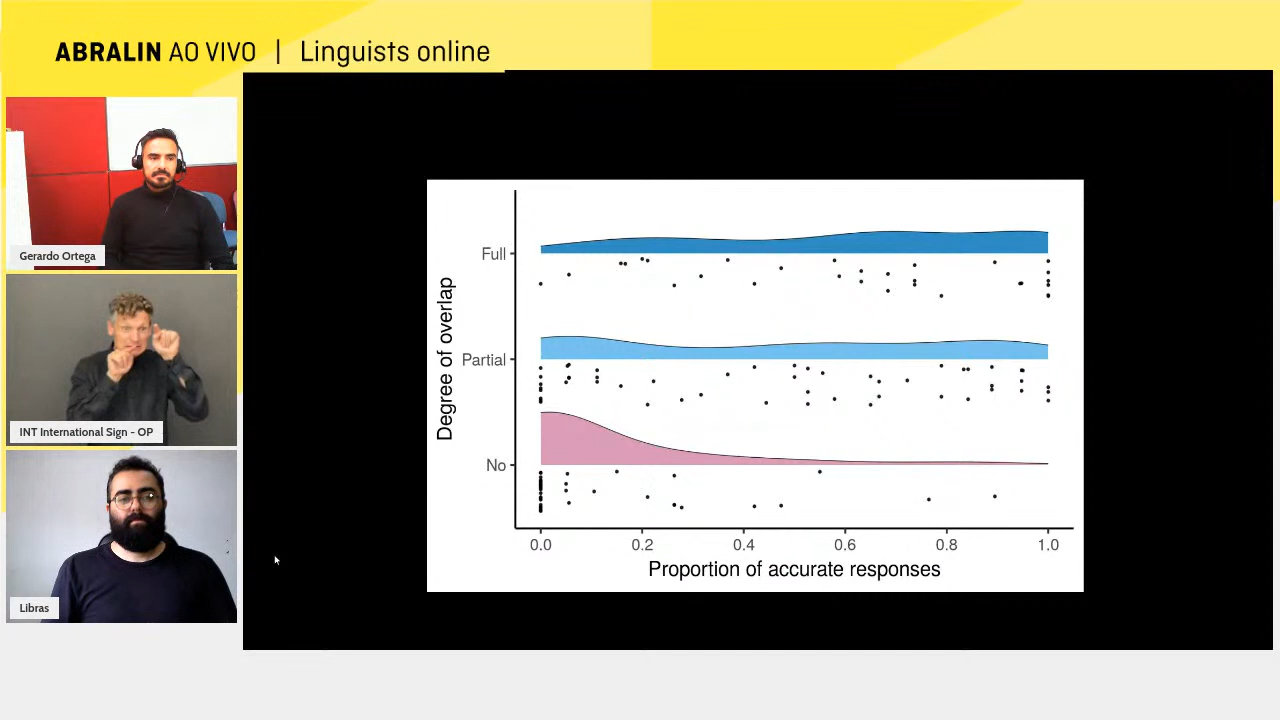 ABRALIN AO VIVO | Linguists online
Gerardo Ortega
INT International Sign - OP
Libras
Degree of overlap
Full
Partial
No
0.0 0.2 0.4 0.6 0.8 1.0
Proportion of accurate responses